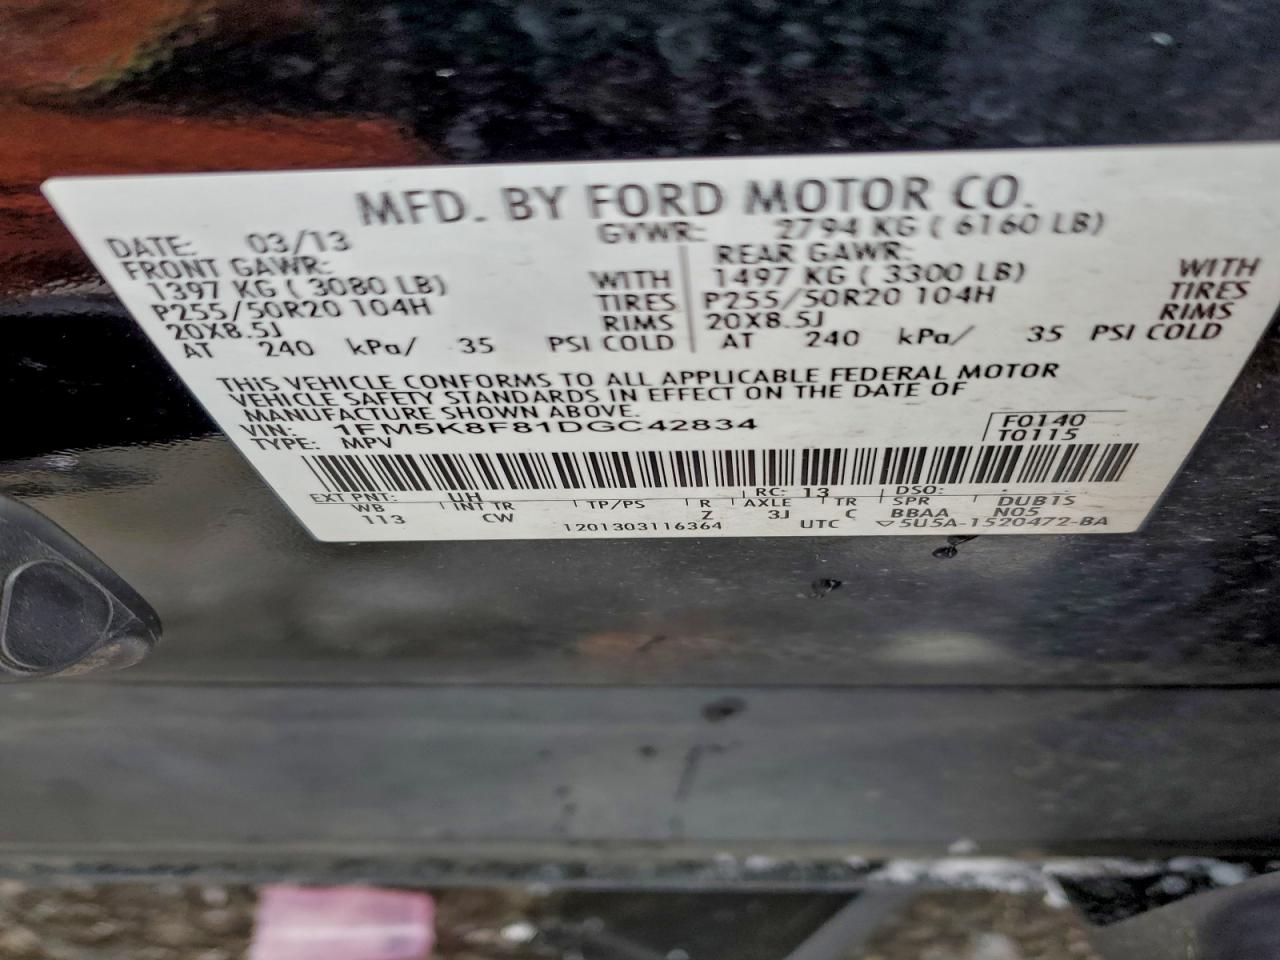 MFD. BY FORD MOTOR CO.
DATE: 03/13 GVWR: 2794 KG ( 6160 LB)
FRONT GAWR: REAR GAWR:
1397 KG ( 3080 LB) WITH 1497 KG ( 3300 LB) WITH
P255/50R20 104H TIRES P255/50R20 104H TIRES
20X8.5J RIMS 20X8.5J RIMS
AT 240 kPa/ 35 PSI COLD AT 240 kPa/ 35 PSI COLD
THIS VEHICLE CONFORMS TO ALL APPLICABLE FEDERAL MOTOR
VEHICLE SAFETY STANDARDS IN EFFECT ON THE DATE OF
MANUFACTURE SHOWN ABOVE.
VIN: 1FM5K8F81DGC42834 F0140
TYPE: MPV T0115
EXT PNT: UH RC: 13 DSO:
WB INT TR TP/PS R AXLE TR SPR DUB1S
113 CW Z 3J C BBAA N05
1201303116364 UTC ▽5U5A-1520472-BA